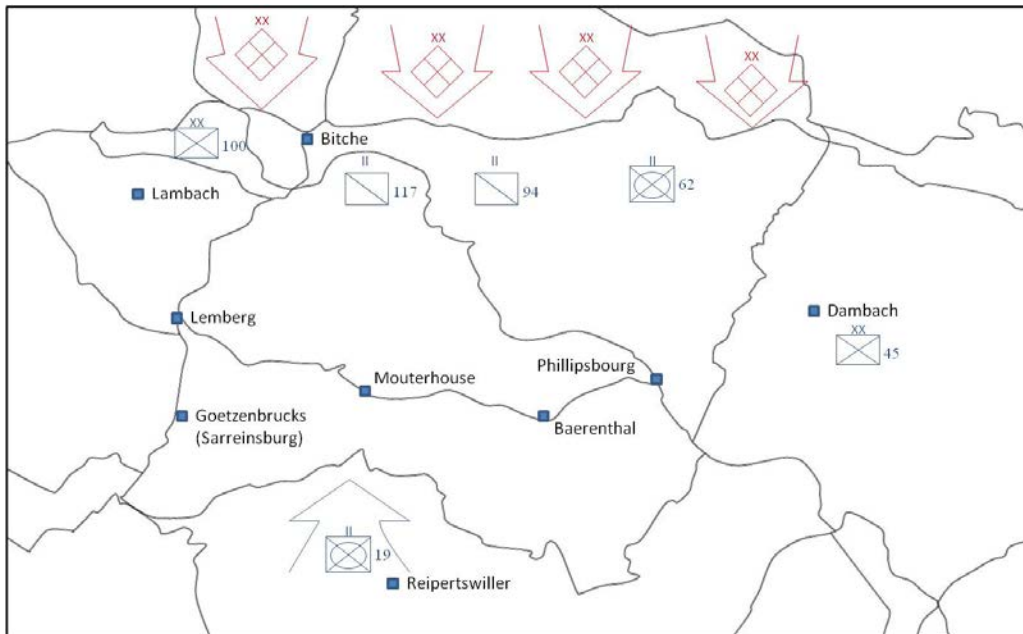 XX
XX
XX
XX
XX
100
Bitche
II
117
II
94
II
62
Lambach
Lemberg
Dambach
XX
45
Phillipsbourg
Mouterhouse
Goetzenbrucks
(Sarreinsburg)
Baerenthal
II
19
Reipertswiller